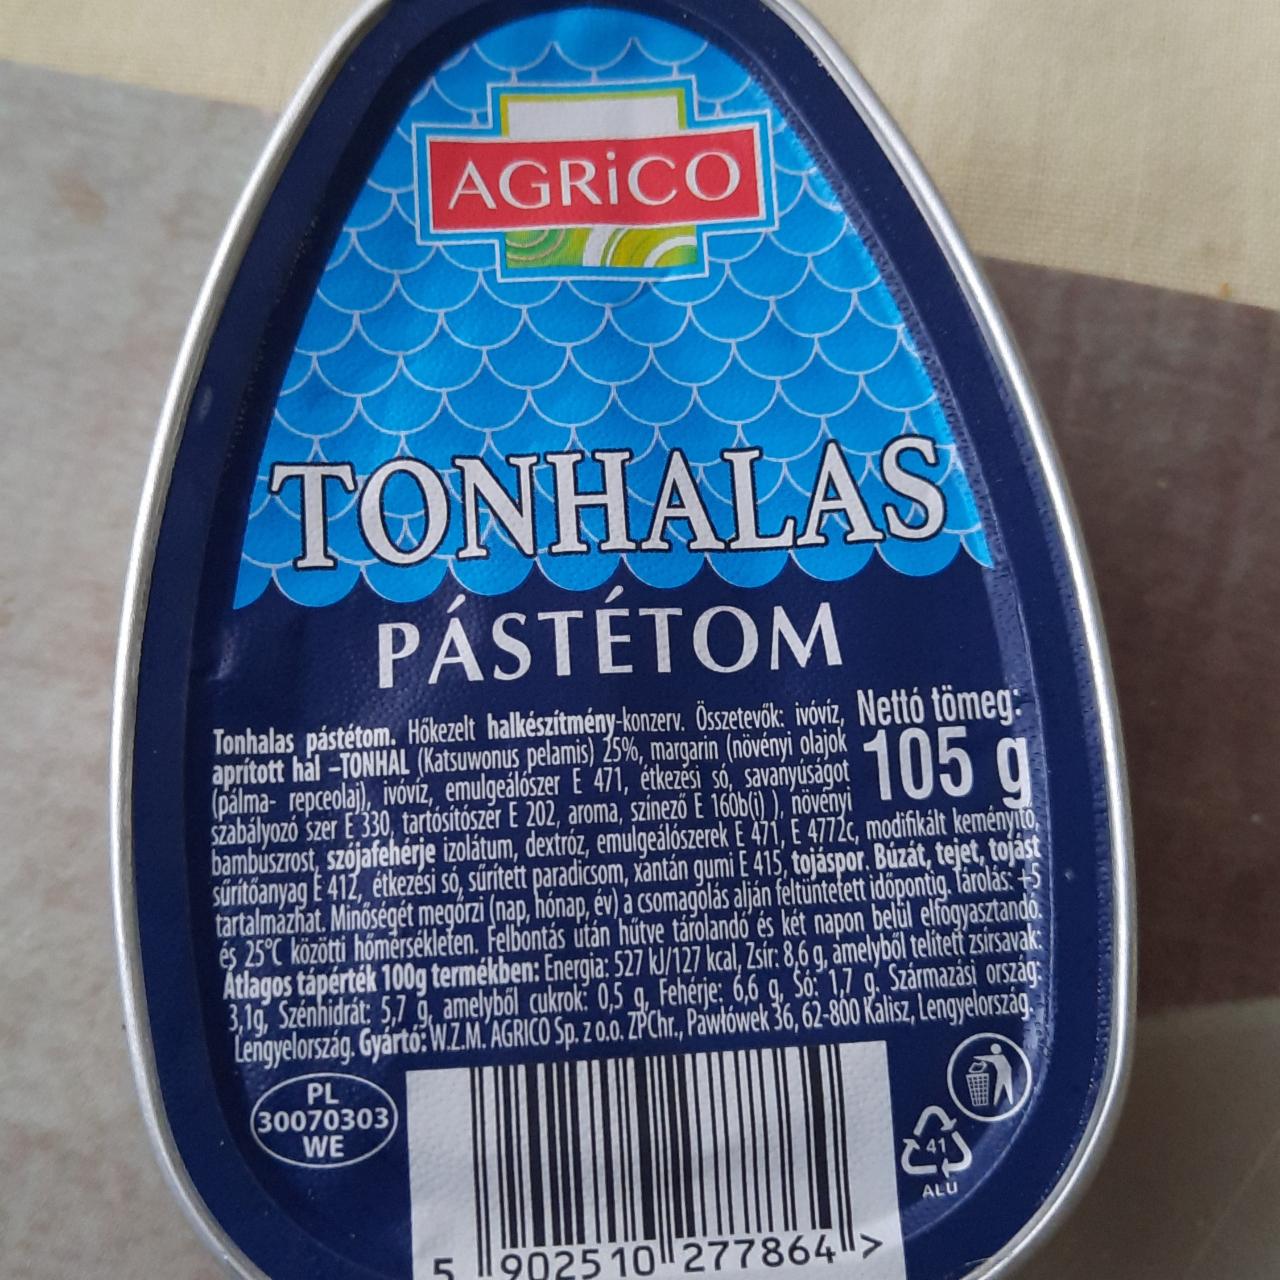 AGRiCO
TONHALAS
PÁSTÉTOM
Nettó tömeg:
105 g
Tonhalas pástétom. Hőkezelt halkészítmény-konzerv. Összetevők: ivóvíz,
aprított hal –TONHAL (Katsuwonus pelamis) 25%, margarin (növényi olajok
(pálma- repceolaj), ivóvíz, emulgeálószer E 471, étkezési só, savanyúságot
szabályozó szer E 330, tartósítószer E 202, aroma, színező E 160b(i) ), növényi
bambuszrost, szójafehérje izolátum, dextróz, emulgeálószerek E 471, E 4772c, modifikált keményítő,
sűrítőanyag E 412, étkezési só, sűrített paradicsom, xantán gumi E 415, tojáspor. Búzát, tejet, tojást
tartalmazhat. Minőségét megőrzi (nap, hónap, év) a csomagolás alján feltüntetett időpontig. Tárolás: +5
és 25°C közötti hőmérsékleten. Felbontás után hűtve tárolandó és két napon belül elfogyasztandó.
Átlagos tápérték 100g termékben: Energia: 527 kJ/127 kcal, Zsír: 8,6 g, amelyből telített zsírsavak:
3,1g, Szénhidrát: 5,7 g, amelyből cukrok: 0,5 g, Fehérje: 6,6 g, Só: 1,7 g. Származási ország:
Lengyelország. Gyártó: W.Z.M. AGRICO Sp. z o.o. ZPChr., Pawłówek 36, 62-800 Kalisz, Lengyelország.
PL
30070303
WE
41
ALU
5 902510 277864 >